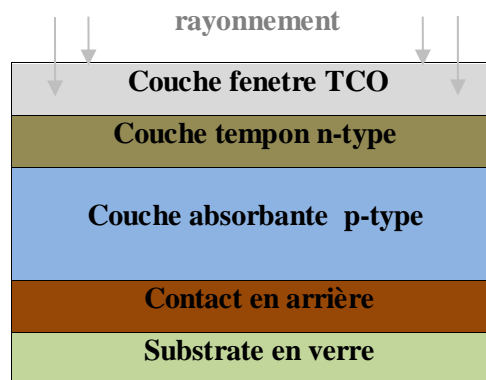 rayonnement
Couche fenetre TCO
Couche tempon n-type
Couche absorbante p-type
Contact en arrière
Substrate en verre